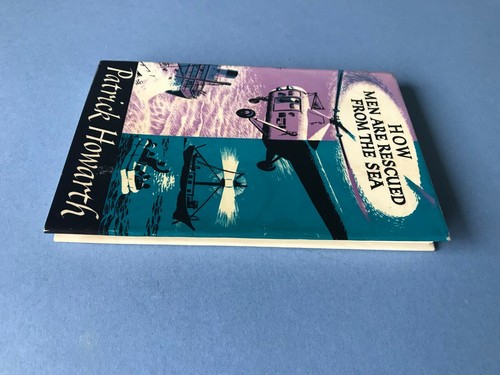 HOW
MEN ARE RESCUED
FROM THE SEA
Patrick Howarth